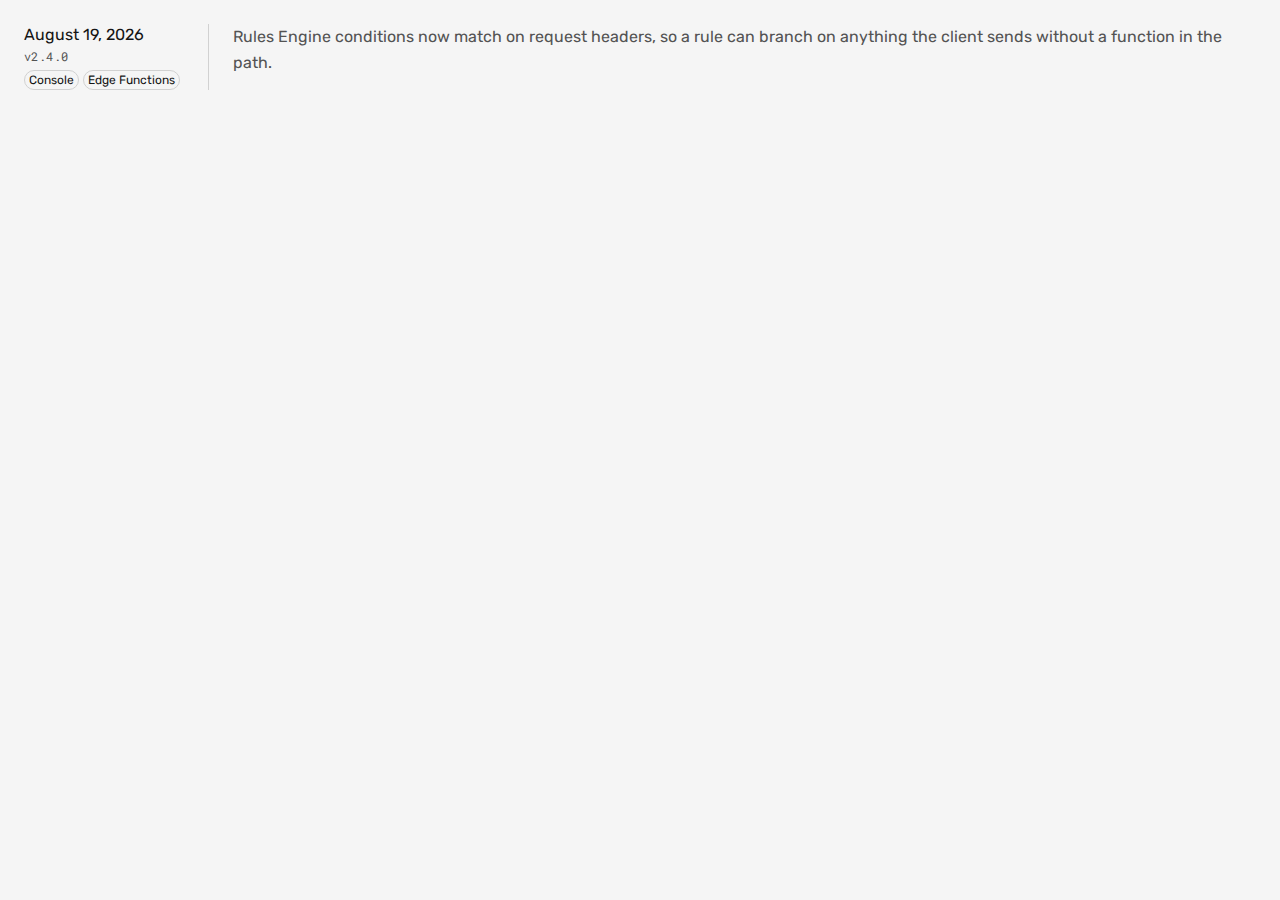 August 19, 2026
v2.4.0
Console Edge Functions
Rules Engine conditions now match on request headers, so a rule can branch on anything the client sends without a function in the
path.